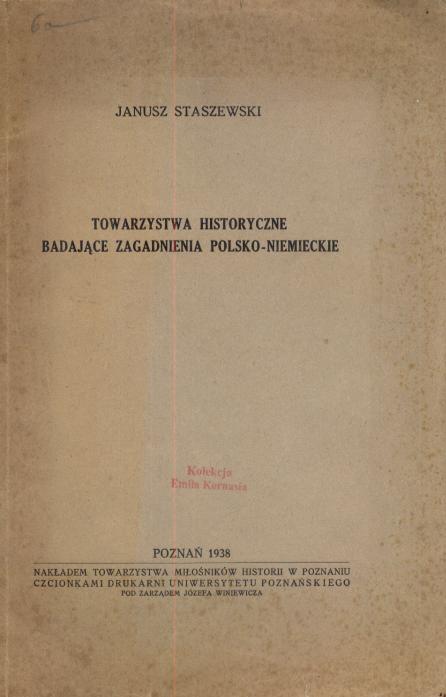 6a
JANUSZ STASZEWSKI
TOWARZYSTWA HISTORYCZNE
BADAJĄCE ZAGADNIENIA POLSKO-NIEMIECKIE
Kolekcja
Emila Kornasia
POZNAŃ 1938
NAKŁADEM TOWARZYSTWA MIŁOŚNIKÓW HISTORII W POZNANIU
CZCIONKAMI DRUKARNI UNIWERSYTETU POZNAŃSKIEGO
POD ZARZĄDEM JÓZEFA WINIEWICZA